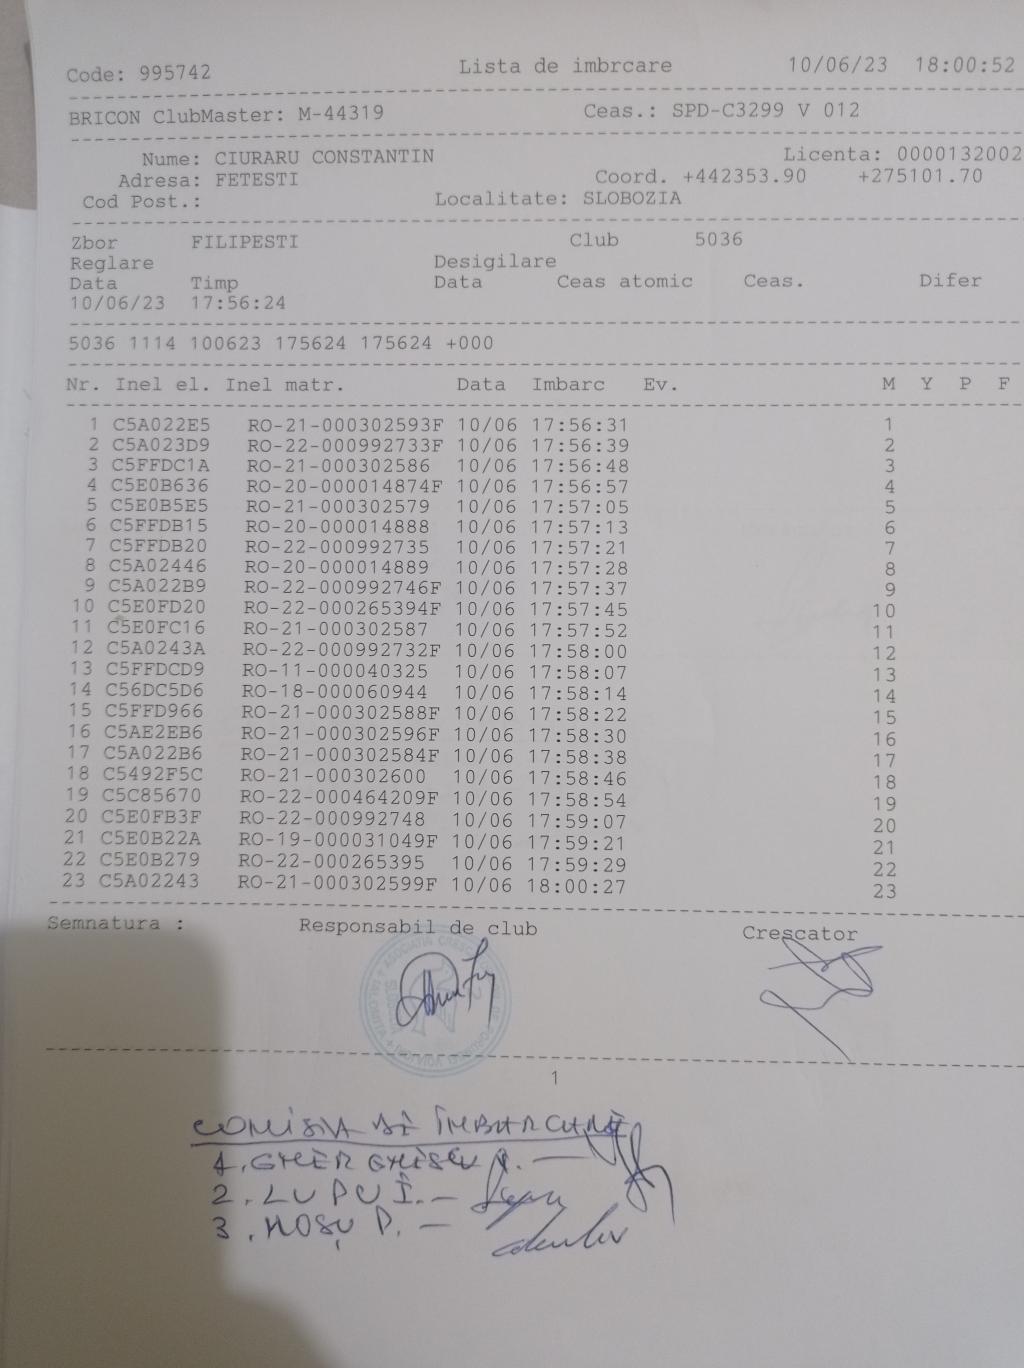 Code: 995742 Lista de imbrcare 10/06/23 18:00:52
BRICON ClubMaster: M-44319 Ceas.: SPD-C3299 V 012
Nume: CIURARU CONSTANTIN Licenta: 0000132002
Adresa: FETESTI Coord. +442353.90 +275101.70
Cod Post.: Localitate: SLOBOZIA
Zbor FILIPESTI Club 5036
Reglare Desigilare
Data Timp Data Ceas atomic Ceas. Difer
10/06/23 17:56:24
5036 1114 100623 175624 175624 +000
Nr. Inel el. Inel matr. Data Imbarc Ev. M Y P F
1 C5A022E5 RO-21-000302593F 10/06 17:56:31 1
2 C5A023D9 RO-22-000992733F 10/06 17:56:39 2
3 C5FFDC1A RO-21-000302586 10/06 17:56:48 3
4 C5E0B636 RO-20-000014874F 10/06 17:56:57 4
5 C5E0B5E5 RO-21-000302579 10/06 17:57:05 5
6 C5FFDB15 RO-20-000014888 10/06 17:57:13 6
7 C5FFDB20 RO-22-000992735 10/06 17:57:21 7
8 C5A02446 RO-20-000014889 10/06 17:57:28 8
9 C5A022B9 RO-22-000992746F 10/06 17:57:37 9
10 C5E0FD20 RO-22-000265394F 10/06 17:57:45 10
11 C5E0FC16 RO-21-000302587 10/06 17:57:52 11
12 C5A0243A RO-22-000992732F 10/06 17:58:00 12
13 C5FFDCD9 RO-11-000040325 10/06 17:58:07 13
14 C56DC5D6 RO-18-000060944 10/06 17:58:14 14
15 C5FFD966 RO-21-000302588F 10/06 17:58:22 15
16 C5AE2EB6 RO-21-000302596F 10/06 17:58:30 16
17 C5A022B6 RO-21-000302584F 10/06 17:58:38 17
18 C5492F5C RO-21-000302600 10/06 17:58:46 18
19 C5C85670 RO-22-000464209F 10/06 17:58:54 19
20 C5E0FB3F RO-22-000992748 10/06 17:59:07 20
21 C5E0B22A RO-19-000031049F 10/06 17:59:21 21
22 C5E0B279 RO-22-000265395 10/06 17:59:29 22
23 C5A02243 RO-21-000302599F 10/06 18:00:27 23
Semnatura : Responsabil de club Crescator
1
COMISIA DE ÎMBARCARE
1. GHERGHISCU
2. LUPU I. –
3. MOȘU D. –